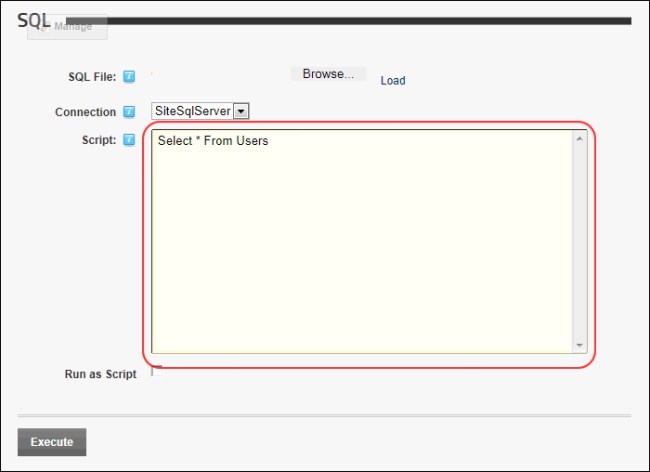 SQL
Manage
SQL File: Browse... Load
Connection SiteSqlServer
Script: Select * From Users
Run as Script
Execute